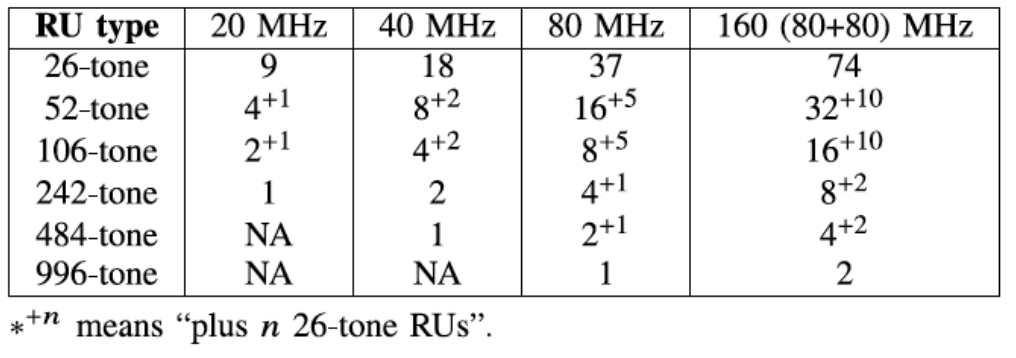 RU type 20 MHz 40 MHz 80 MHz 160 (80+80) MHz
26-tone 9 18 37 74
52-tone 4+1 8+2 16+5 32+10
106-tone 2+1 4+2 8+5 16+10
242-tone 1 2 4+1 8+2
484-tone NA 1 2+1 4+2
996-tone NA NA 1 2
*+n means “plus n 26-tone RUs”.